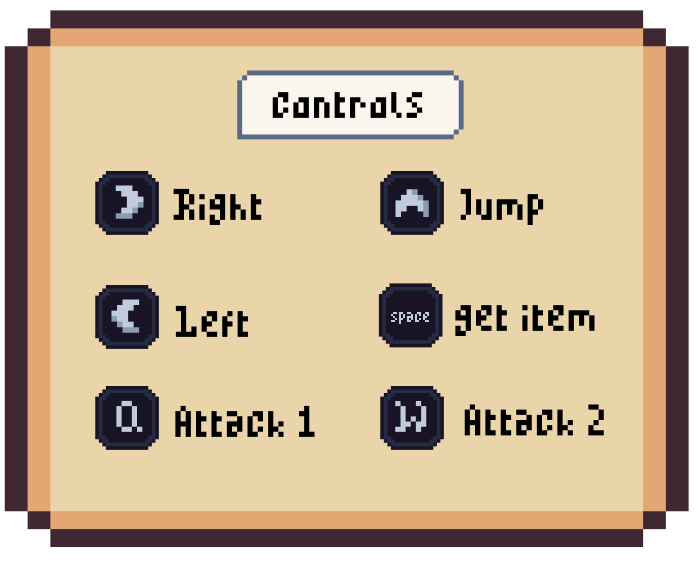 Controls
Right
Jump
Left
space get item
Q Attack 1
W Attack 2